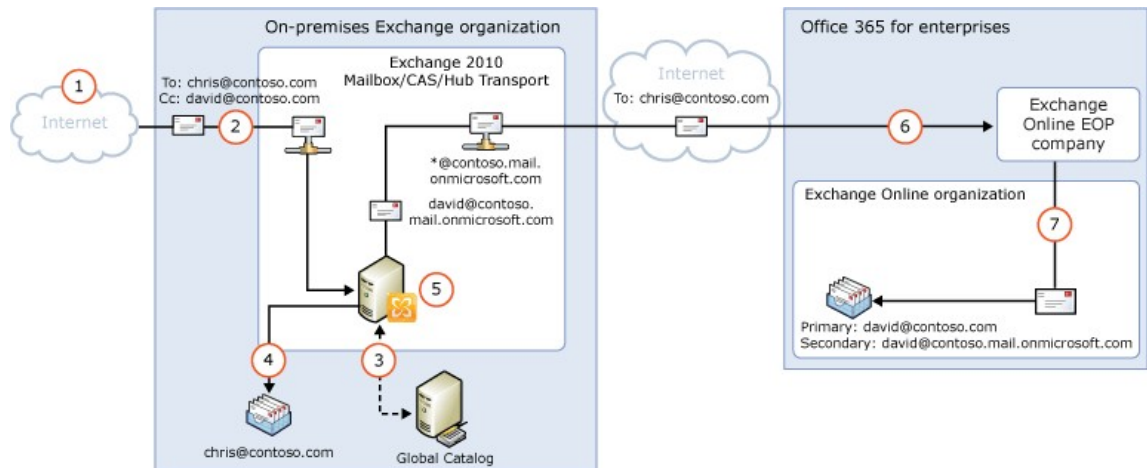 On-premises Exchange organization
Office 365 for enterprises
Exchange 2010
Mailbox/CAS/Hub Transport
1
Internet
To: chris@contoso.com
Cc: david@contoso.com
2
*@contoso.mail.
onmicrosoft.com
david@contoso.
mail.onmicrosoft.com
5
4
3
chris@contoso.com
Global Catalog
Internet
To: chris@contoso.com
6
Exchange
Online EOP
company
Exchange Online organization
7
Primary: david@contoso.com
Secondary: david@contoso.mail.onmicrosoft.com